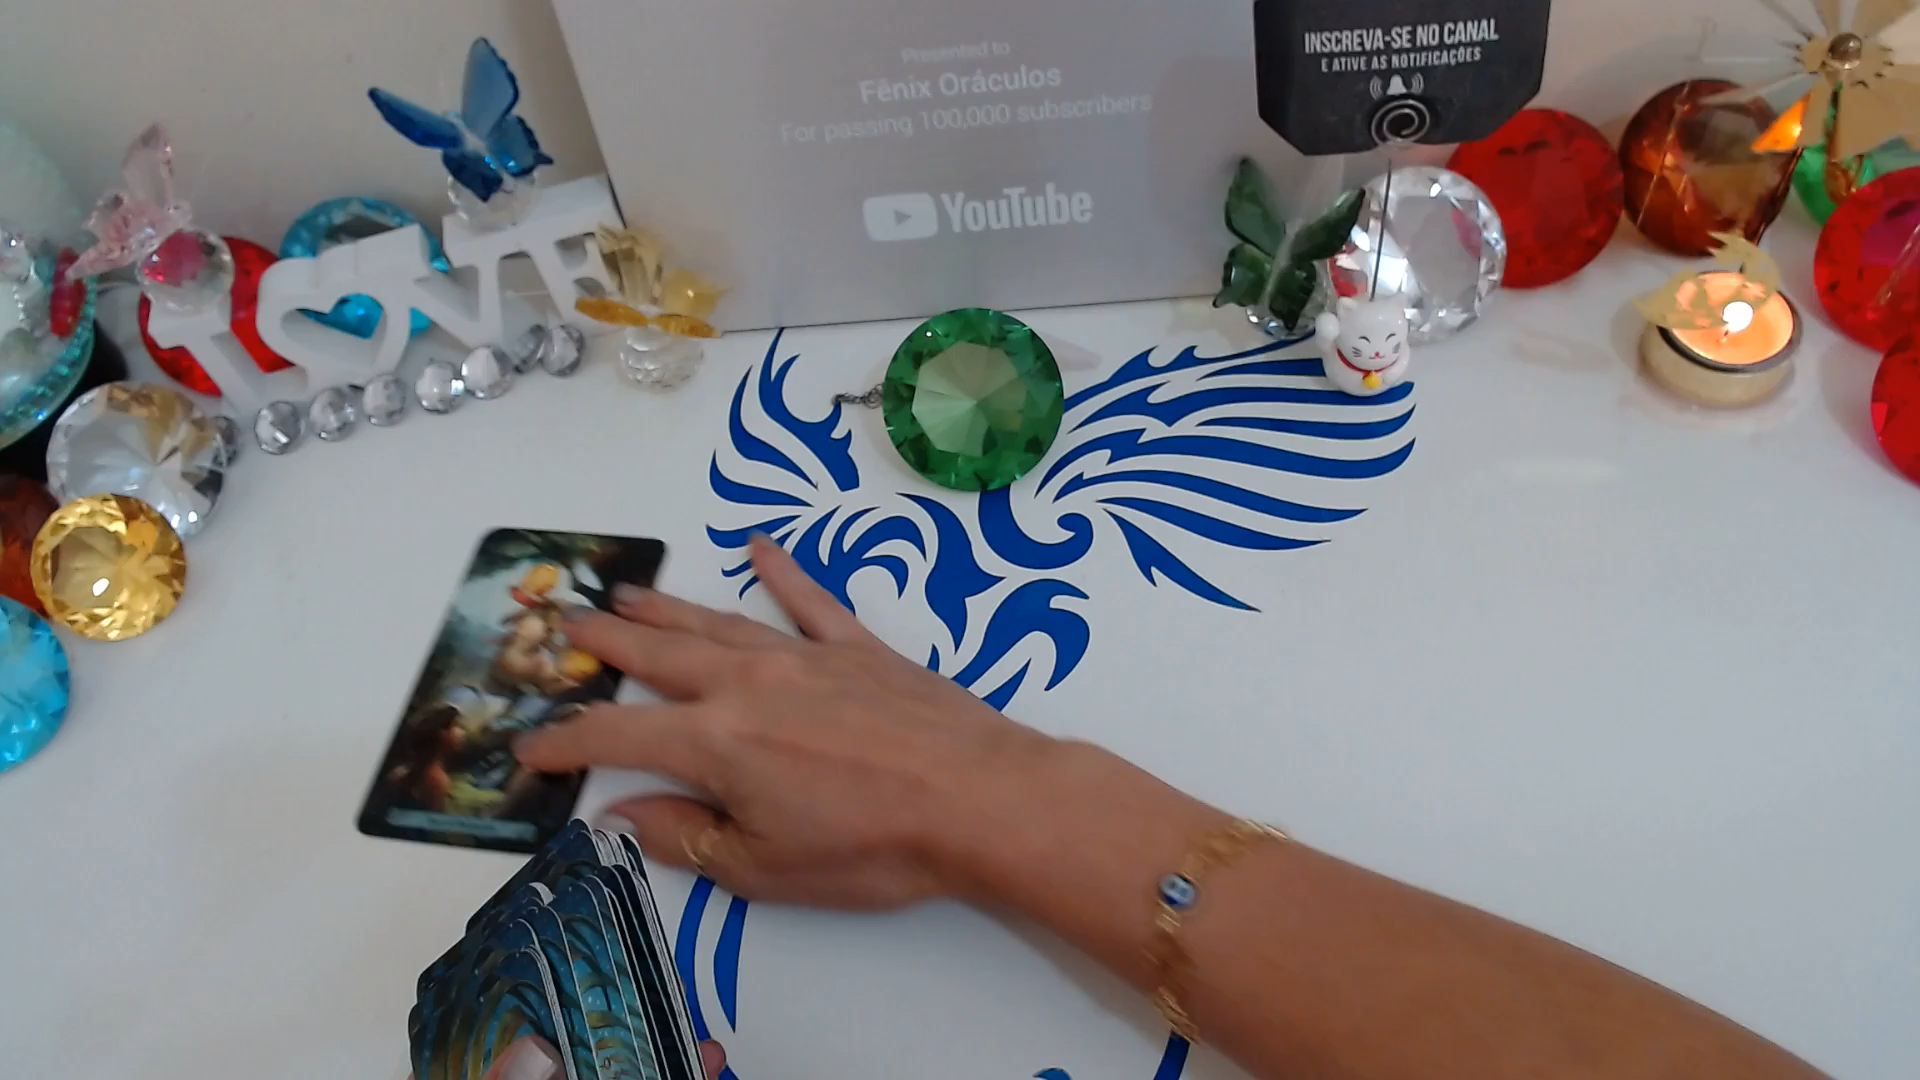 Presented to
Fênix Oráculos
For passing 100,000 subscribers
YouTube
INSCREVA-SE NO CANAL
E ATIVE AS NOTIFICAÇÕES
LOVE